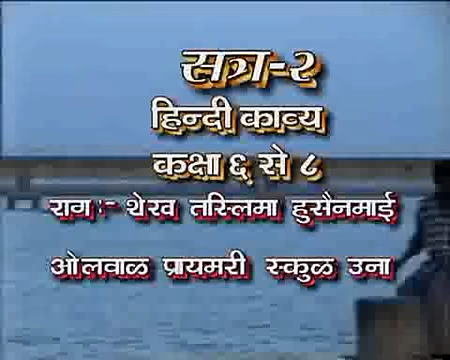 सत्र-२
हिन्दी काव्य
कक्षा ६ से ८
राग:- शेख तस्लिमा हुसैनमाई
ओलवाळ प्रायमरी स्कुळ उना